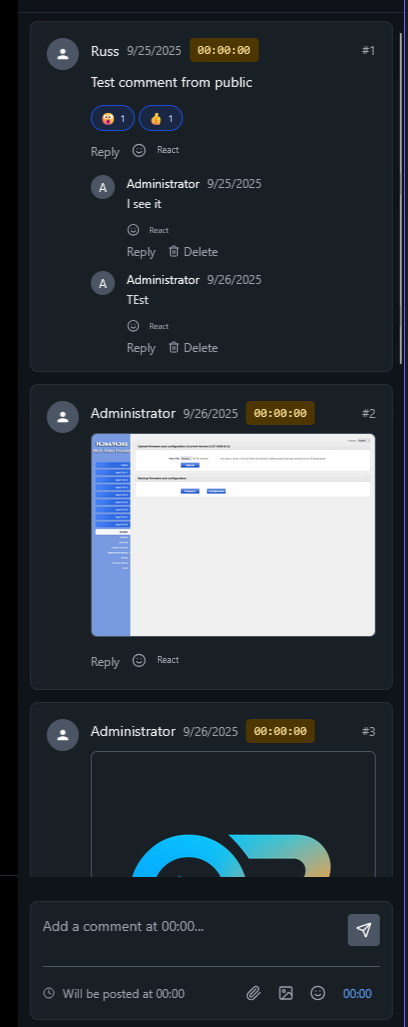 Russ 9/25/2025 00:00:00 #1
Test comment from public
😲 1 👍 1
Reply React
A Administrator 9/25/2025
I see it
React
Reply Delete
A Administrator 9/26/2025
TEst
React
Reply Delete
Administrator 9/26/2025 00:00:00 #2
H.264/H.265
Multi Video Encoder
Upload firmware and configuration
Upload
Backup firmware and configuration
Reply React
Administrator 9/26/2025 00:00:00 #3
Add a comment at 00:00...
Will be posted at 00:00 00:00